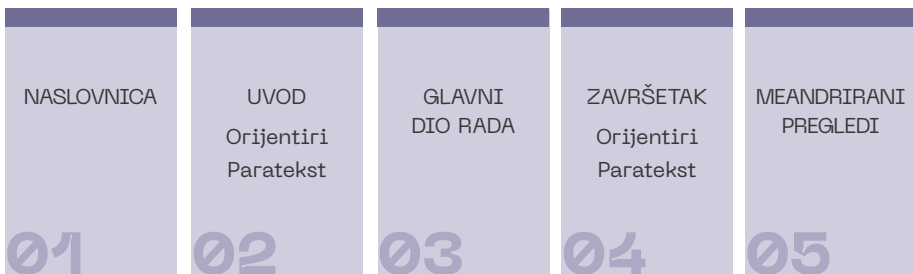 NASLOVNICA
01
UVOD
Orijentiri
Paratekst
02
GLAVNI
DIO RADA
03
ZAVRŠETAK
Orijentiri
Paratekst
04
MEANDRIRANI
PREGLEDI
05